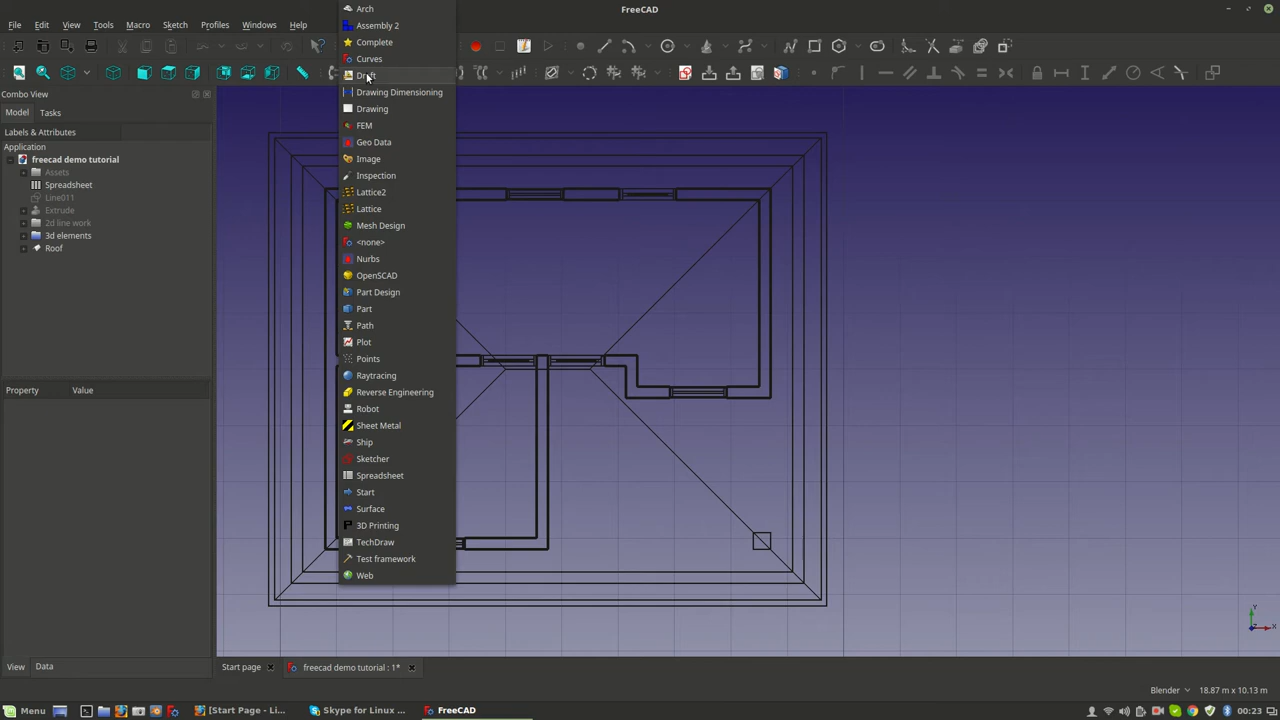 FreeCAD
File Edit View Tools Macro Sketch Profiles Windows Help
Combo View
Model Tasks
Labels & Attributes
Application
freecad demo tutorial
Assets
Spreadsheet
Line011
Extrude
2d line work
3d elements
Roof
Property Value
View Data
Arch
Assembly 2
Complete
Curves
Draft
Drawing Dimensioning
Drawing
FEM
Geo Data
Image
Inspection
Lattice2
Lattice
Mesh Design
<none>
Nurbs
OpenSCAD
Part Design
Part
Path
Plot
Points
Raytracing
Reverse Engineering
Robot
Sheet Metal
Ship
Sketcher
Spreadsheet
Start
Surface
3D Printing
TechDraw
Test framework
Web
Y
Z
X
Start page freecad demo tutorial : 1*
Blender 18.87 m x 10.13 m
Menu [Start Page - Li... Skype for Linux ... FreeCAD 00:23